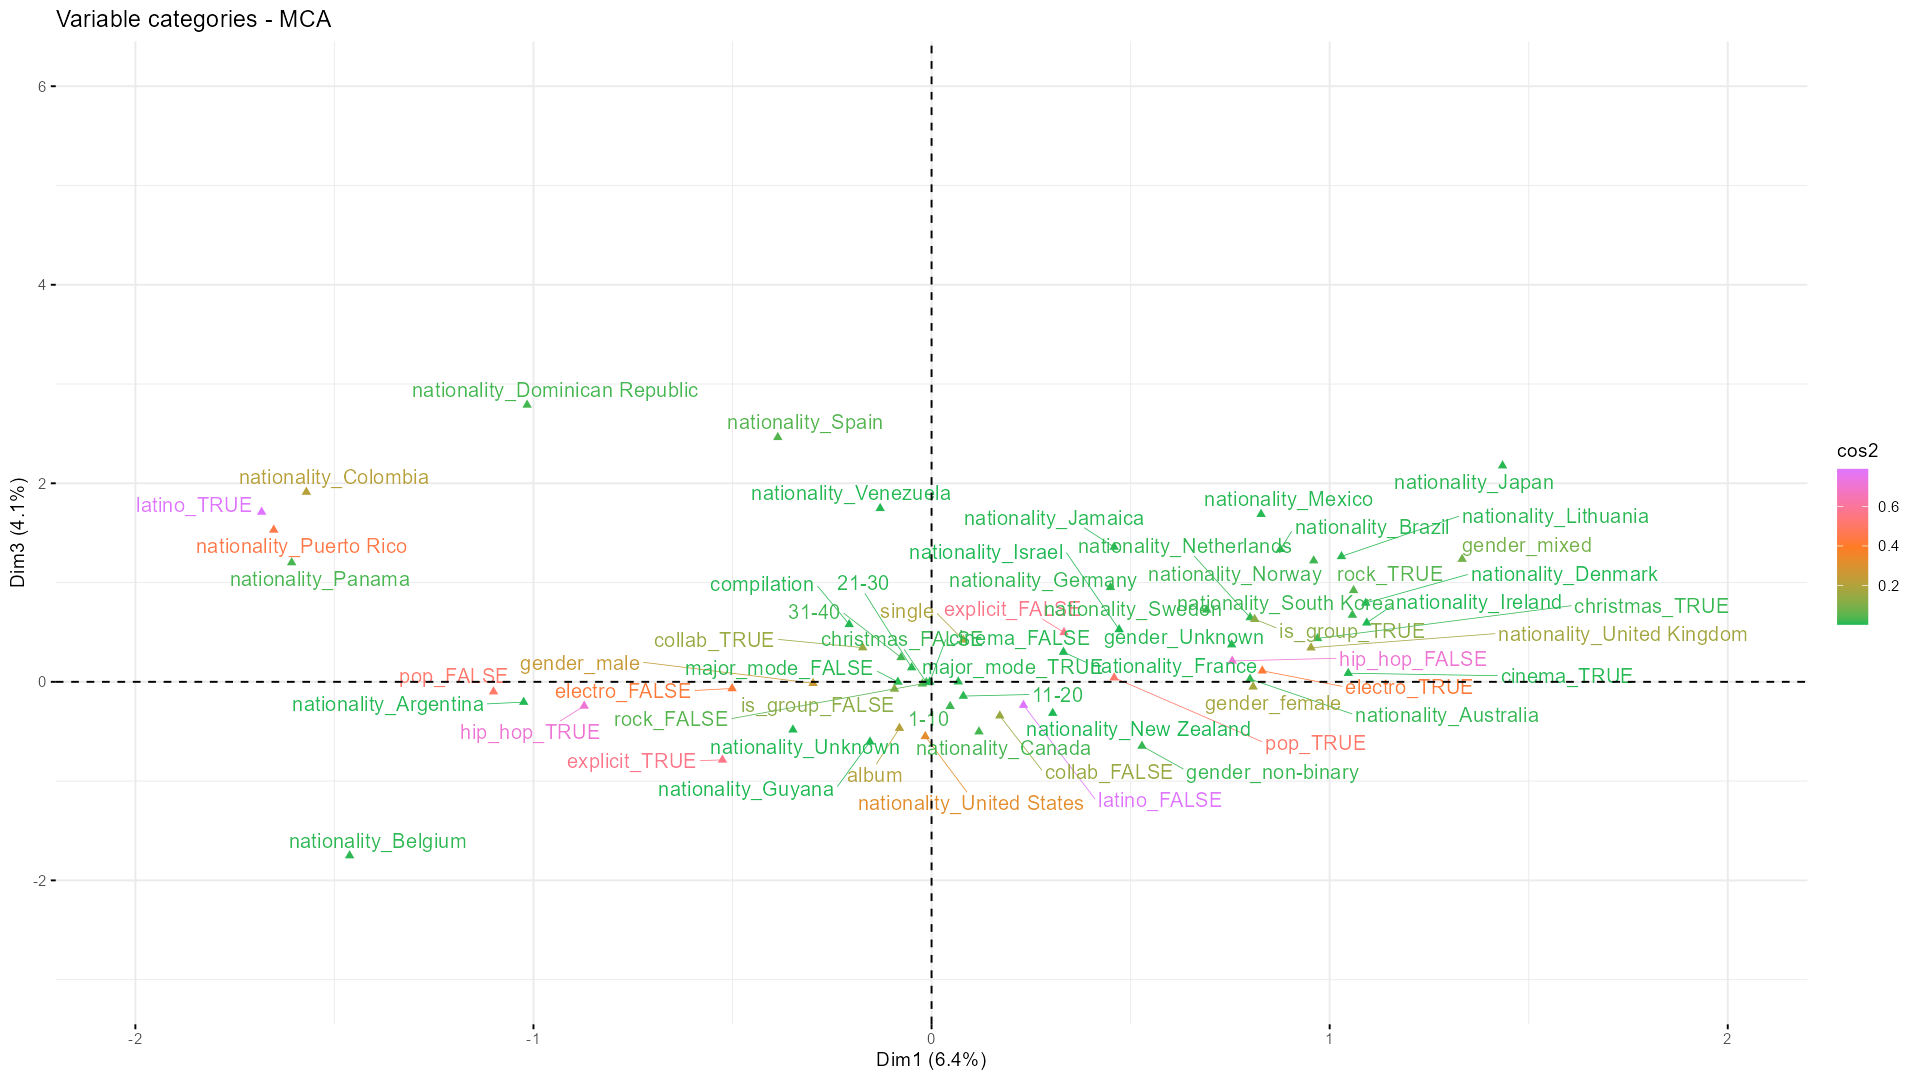 Variable categories - MCA
6
4
2
0
-2
Dim3 (4.1%)
nationality_Dominican Republic
nationality_Spain
nationality_Colombia
nationality_Japan
nationality_Venezuela
nationality_Mexico
latino_TRUE
nationality_Jamaica
nationality_Lithuania
nationality_Brazil
nationality_Puerto Rico
nationality_Netherlands
gender_mixed
nationality_Israel
nationality_Panama
compilation
21-30
nationality_Germany
nationality_Norway
rock_TRUE
nationality_Denmark
31-40
single
explicit_FALSE
nationality_Sweden
nationality_South Korea
nationality_Ireland
christmas_TRUE
collab_TRUE
christmas_FALSE
cinema_FALSE
gender_Unknown
is_group_TRUE
nationality_United Kingdom
gender_male
major_mode_FALSE
major_mode_TRUE
nationality_France
hip_hop_FALSE
pop_FALSE
electro_FALSE
electro_TRUE
cinema_TRUE
nationality_Argentina
is_group_FALSE
11-20
gender_female
nationality_Australia
rock_FALSE
1-10
hip_hop_TRUE
nationality_New Zealand
nationality_Unknown
nationality_Canada
pop_TRUE
explicit_TRUE
album
collab_FALSE
gender_non-binary
nationality_Guyana
nationality_United States
latino_FALSE
nationality_Belgium
-2
-1
0
1
2
Dim1 (6.4%)
cos2
0.6
0.4
0.2